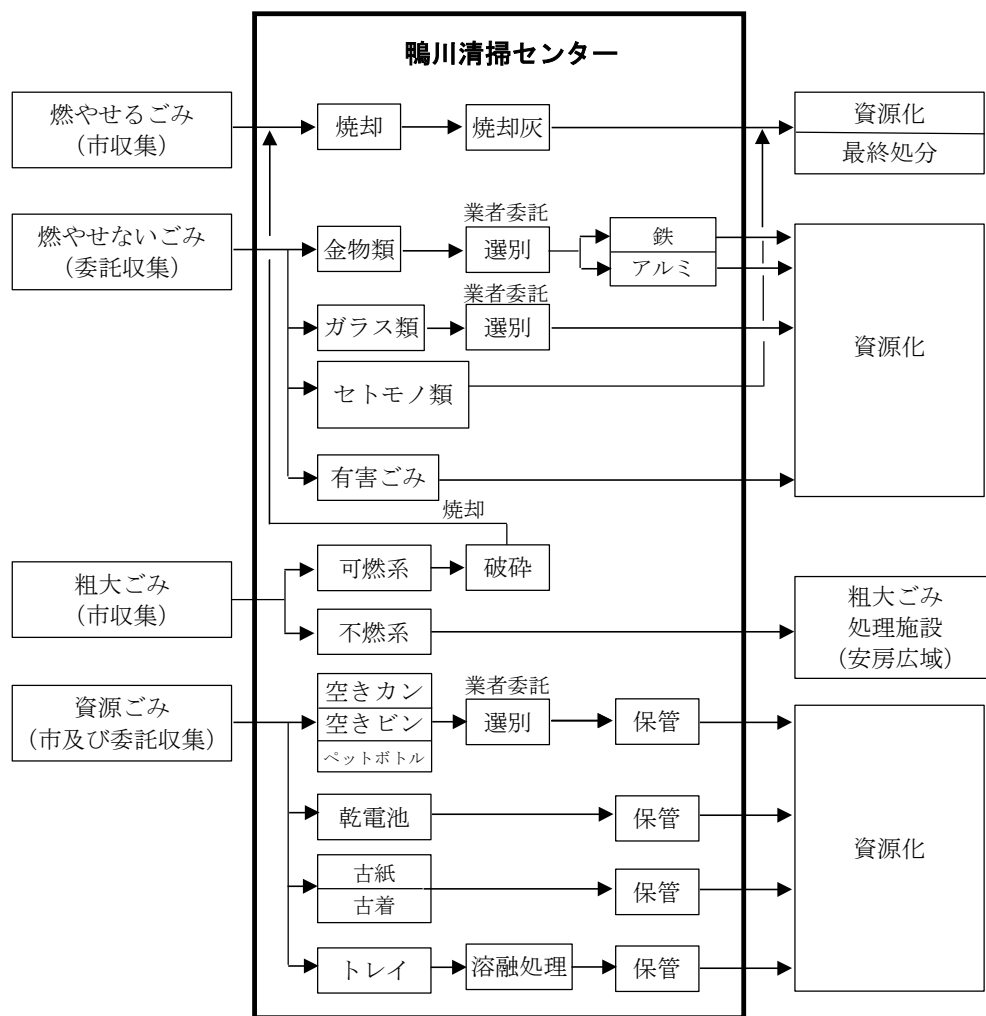 鴨川清掃センター
燃やせるごみ
（市収集）
焼却
焼却灰
資源化
最終処分
燃やせないごみ
（委託収集）
金物類
業者委託
選別
鉄
アルミ
ガラス類
業者委託
選別
資源化
セトモノ類
有害ごみ
焼却
粗大ごみ
（市収集）
可燃系
破砕
不燃系
粗大ごみ
処理施設
（安房広域）
資源ごみ
（市及び委託収集）
空きカン
空きビン
ペットボトル
業者委託
選別
保管
乾電池
保管
資源化
古紙
古着
保管
トレイ
溶融処理
保管